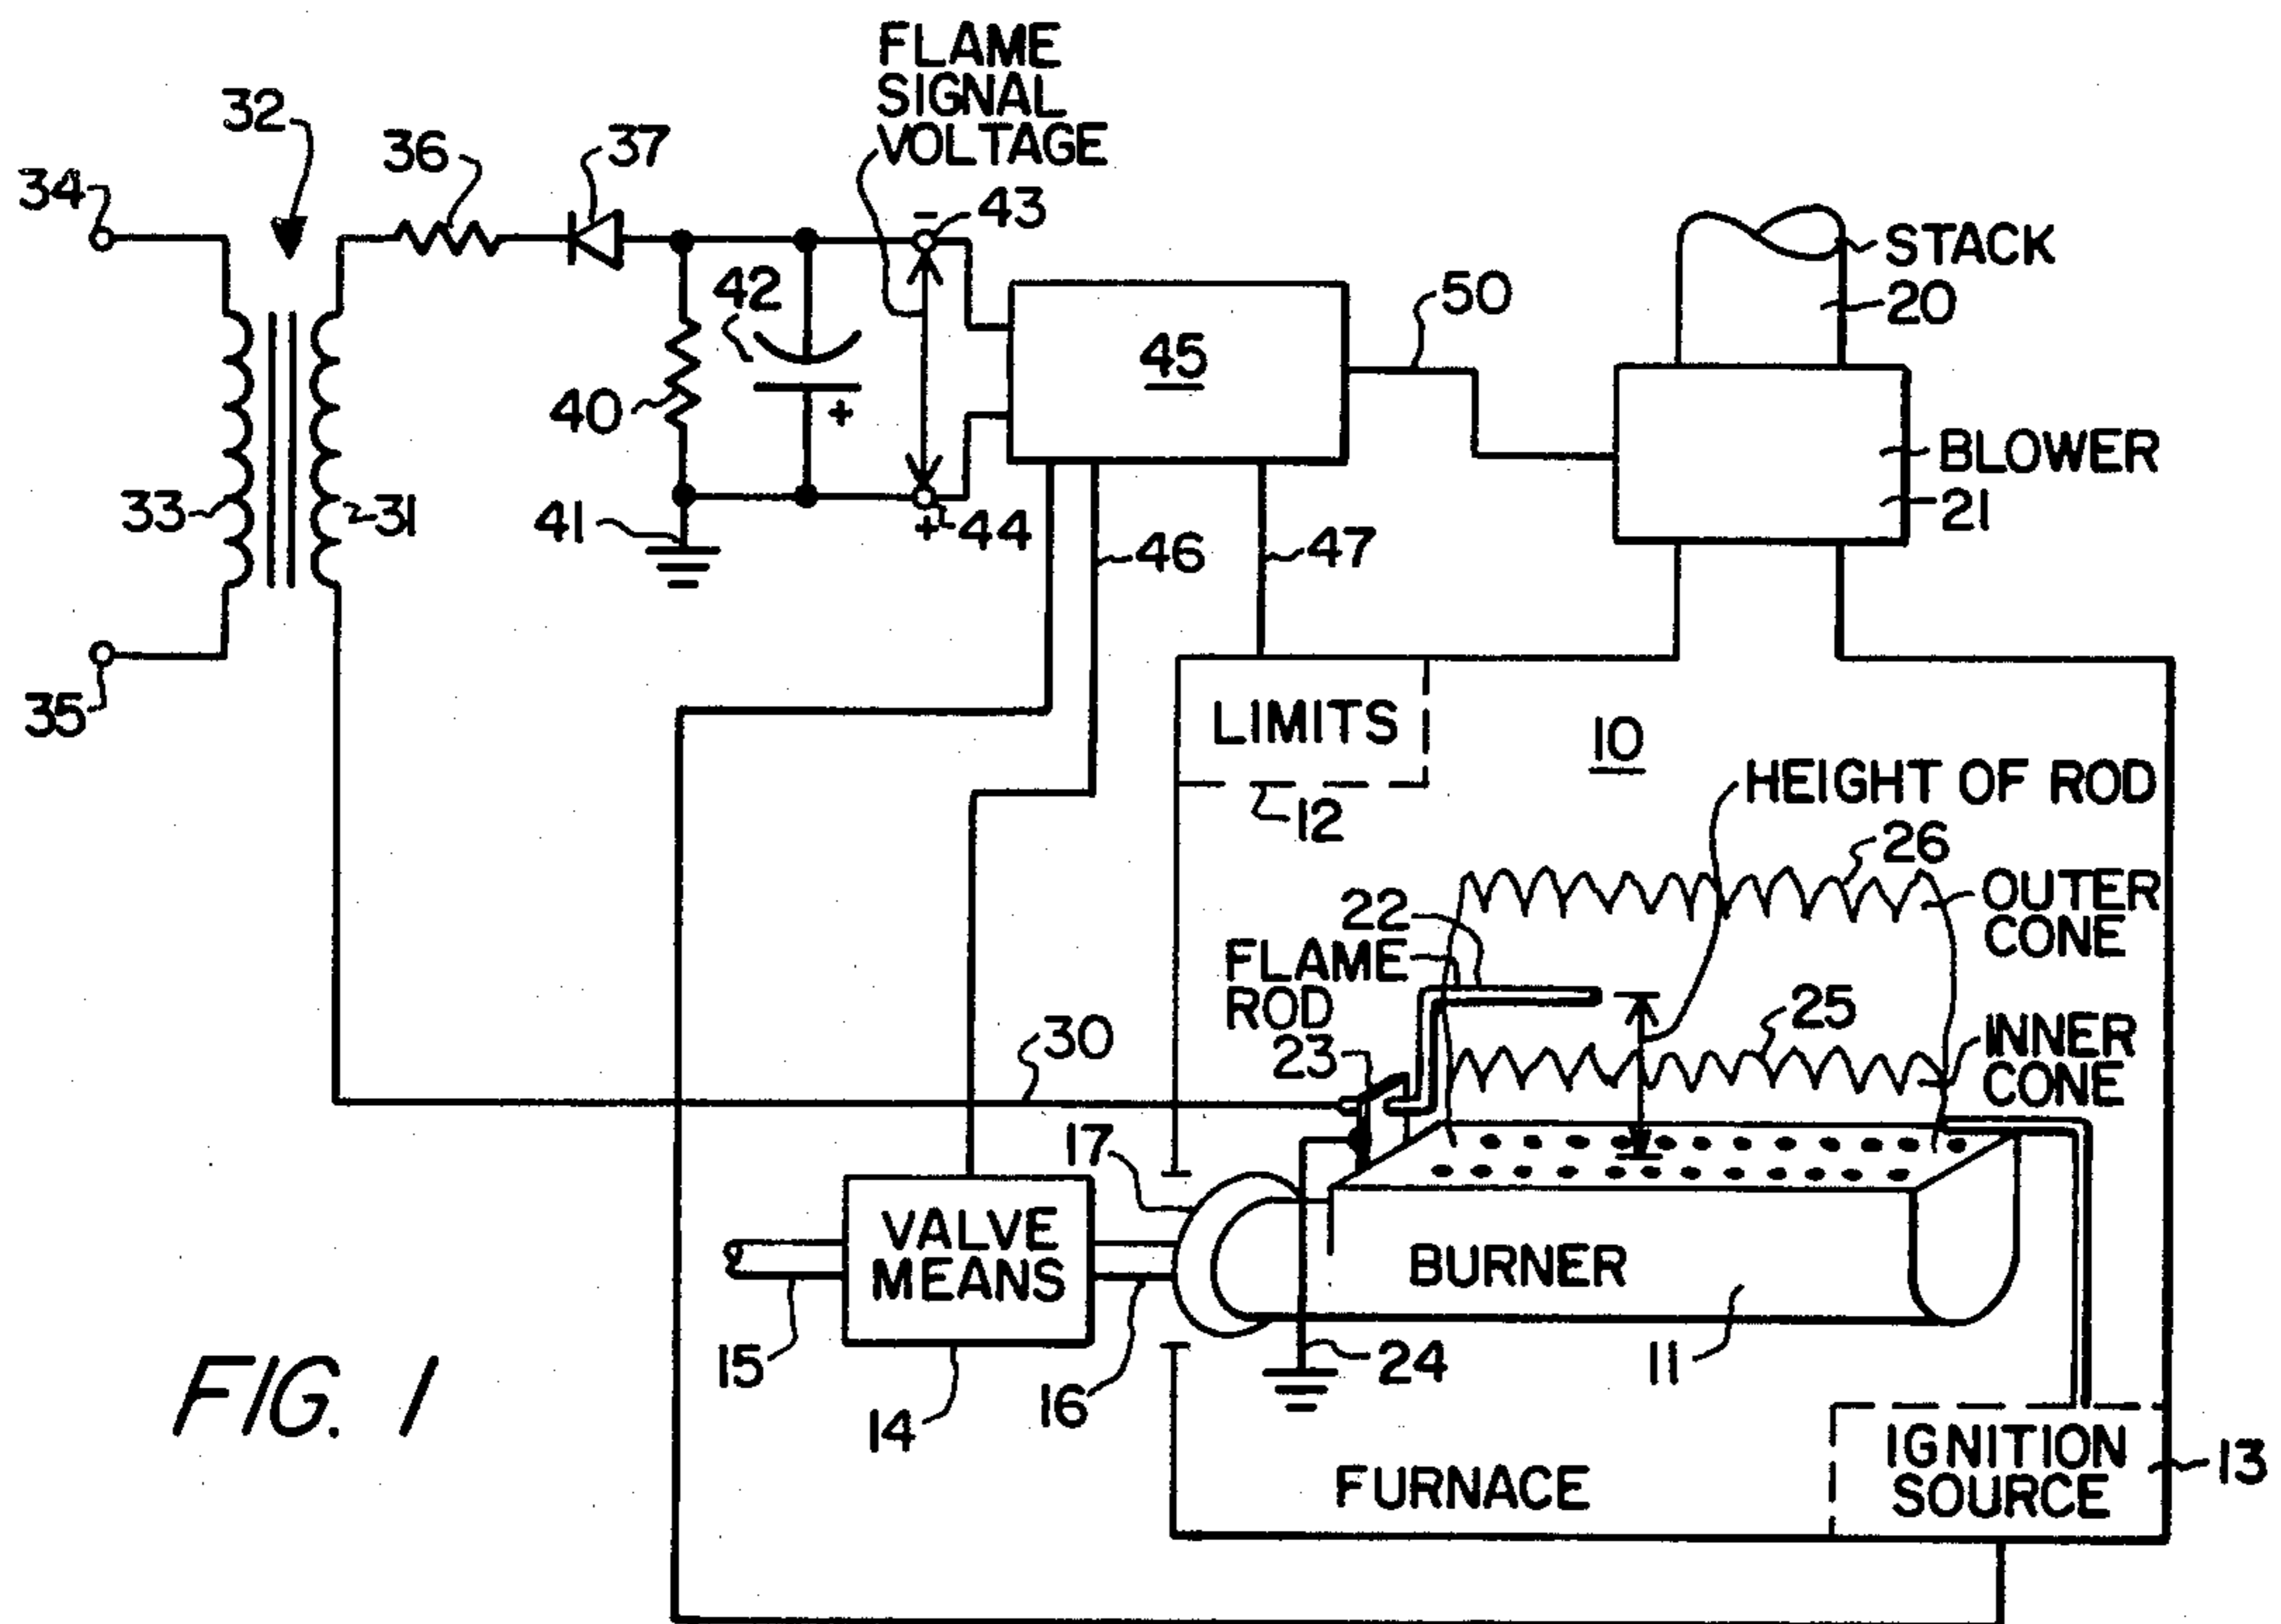 FLAME
SIGNAL
VOLTAGE
32
36
37
34
- 43
STACK
20
42
50
45
40
+
BLOWER
21
33
31
41
+ 44
46
47
35
LIMITS
10
HEIGHT OF ROD
12
26
22
OUTER
CONE
FLAME
ROD
25
23
INNER
CONE
30
17
VALVE
MEANS
BURNER
15
16
24
11
14
FIG. 1
FURNACE
IGNITION
SOURCE
13